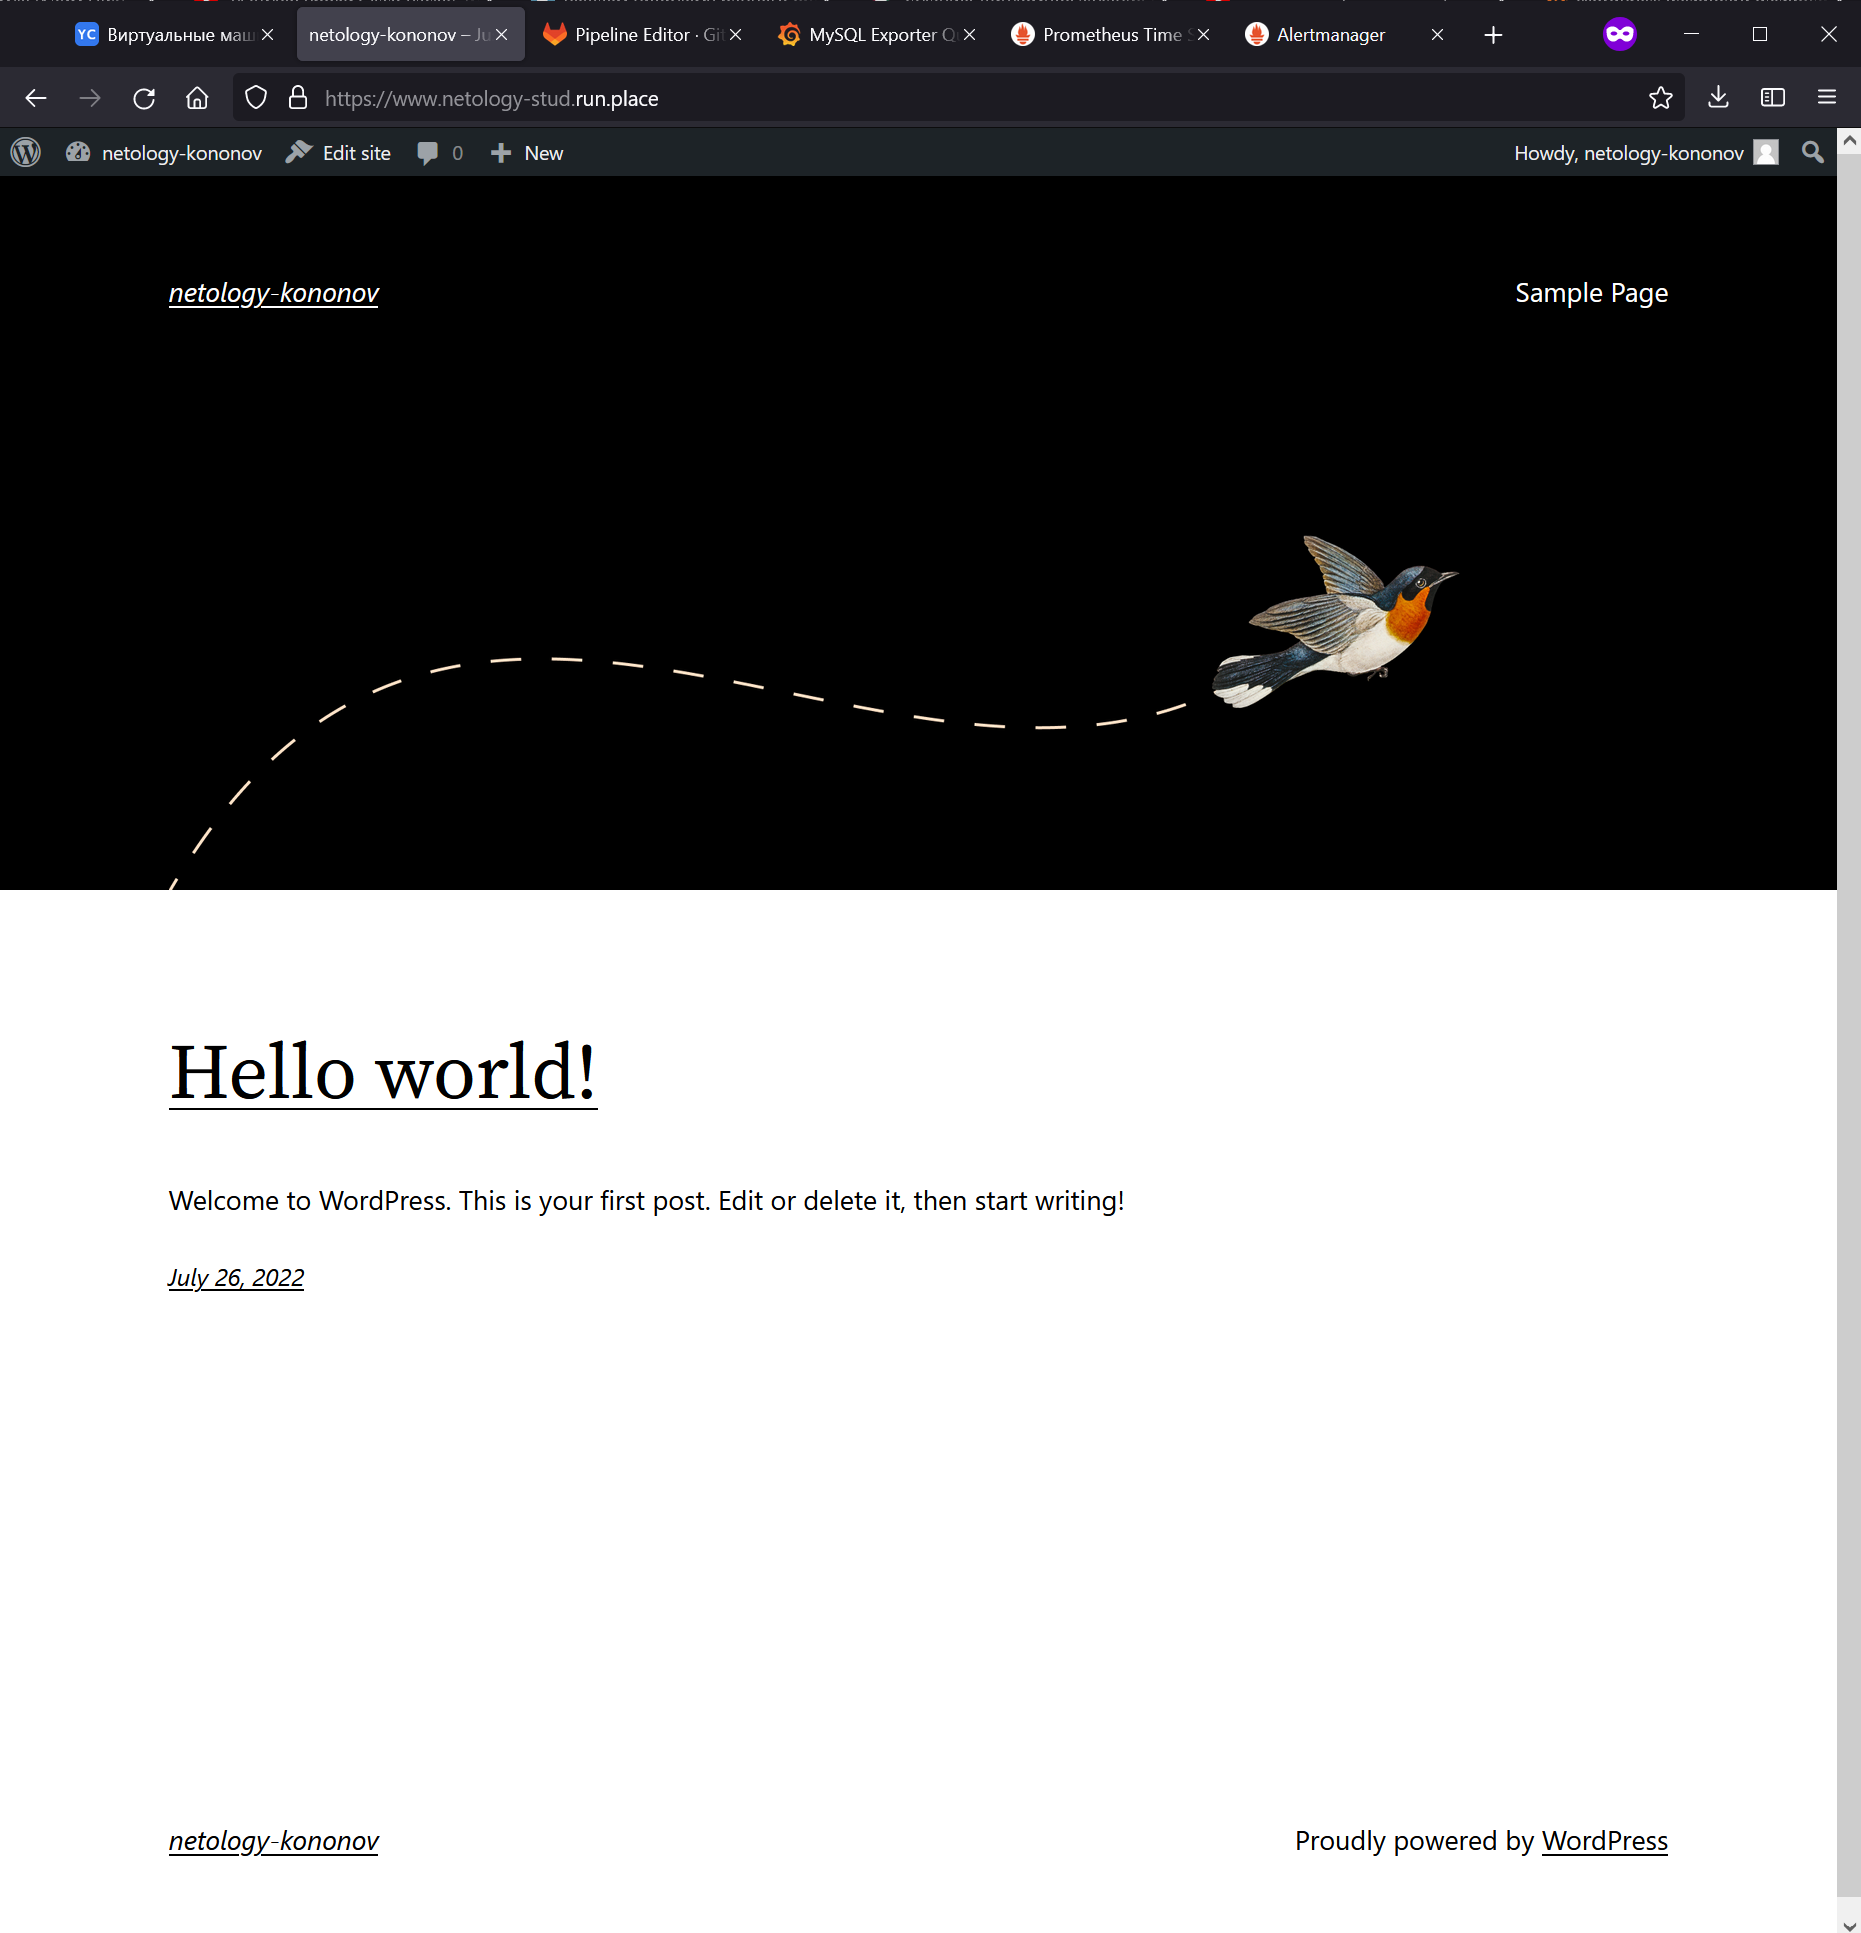 YC Виртуальные маш
netology-kononov – Ju
Pipeline Editor · Git
MySQL Exporter Q
Prometheus Time S
Alertmanager
https://www.netology-stud.run.place
netology-kononov Edit site 0 New Howdy, netology-kononov
netology-kononov Sample Page
Hello world!
Welcome to WordPress. This is your first post. Edit or delete it, then start writing!
July 26, 2022
netology-kononov Proudly powered by WordPress